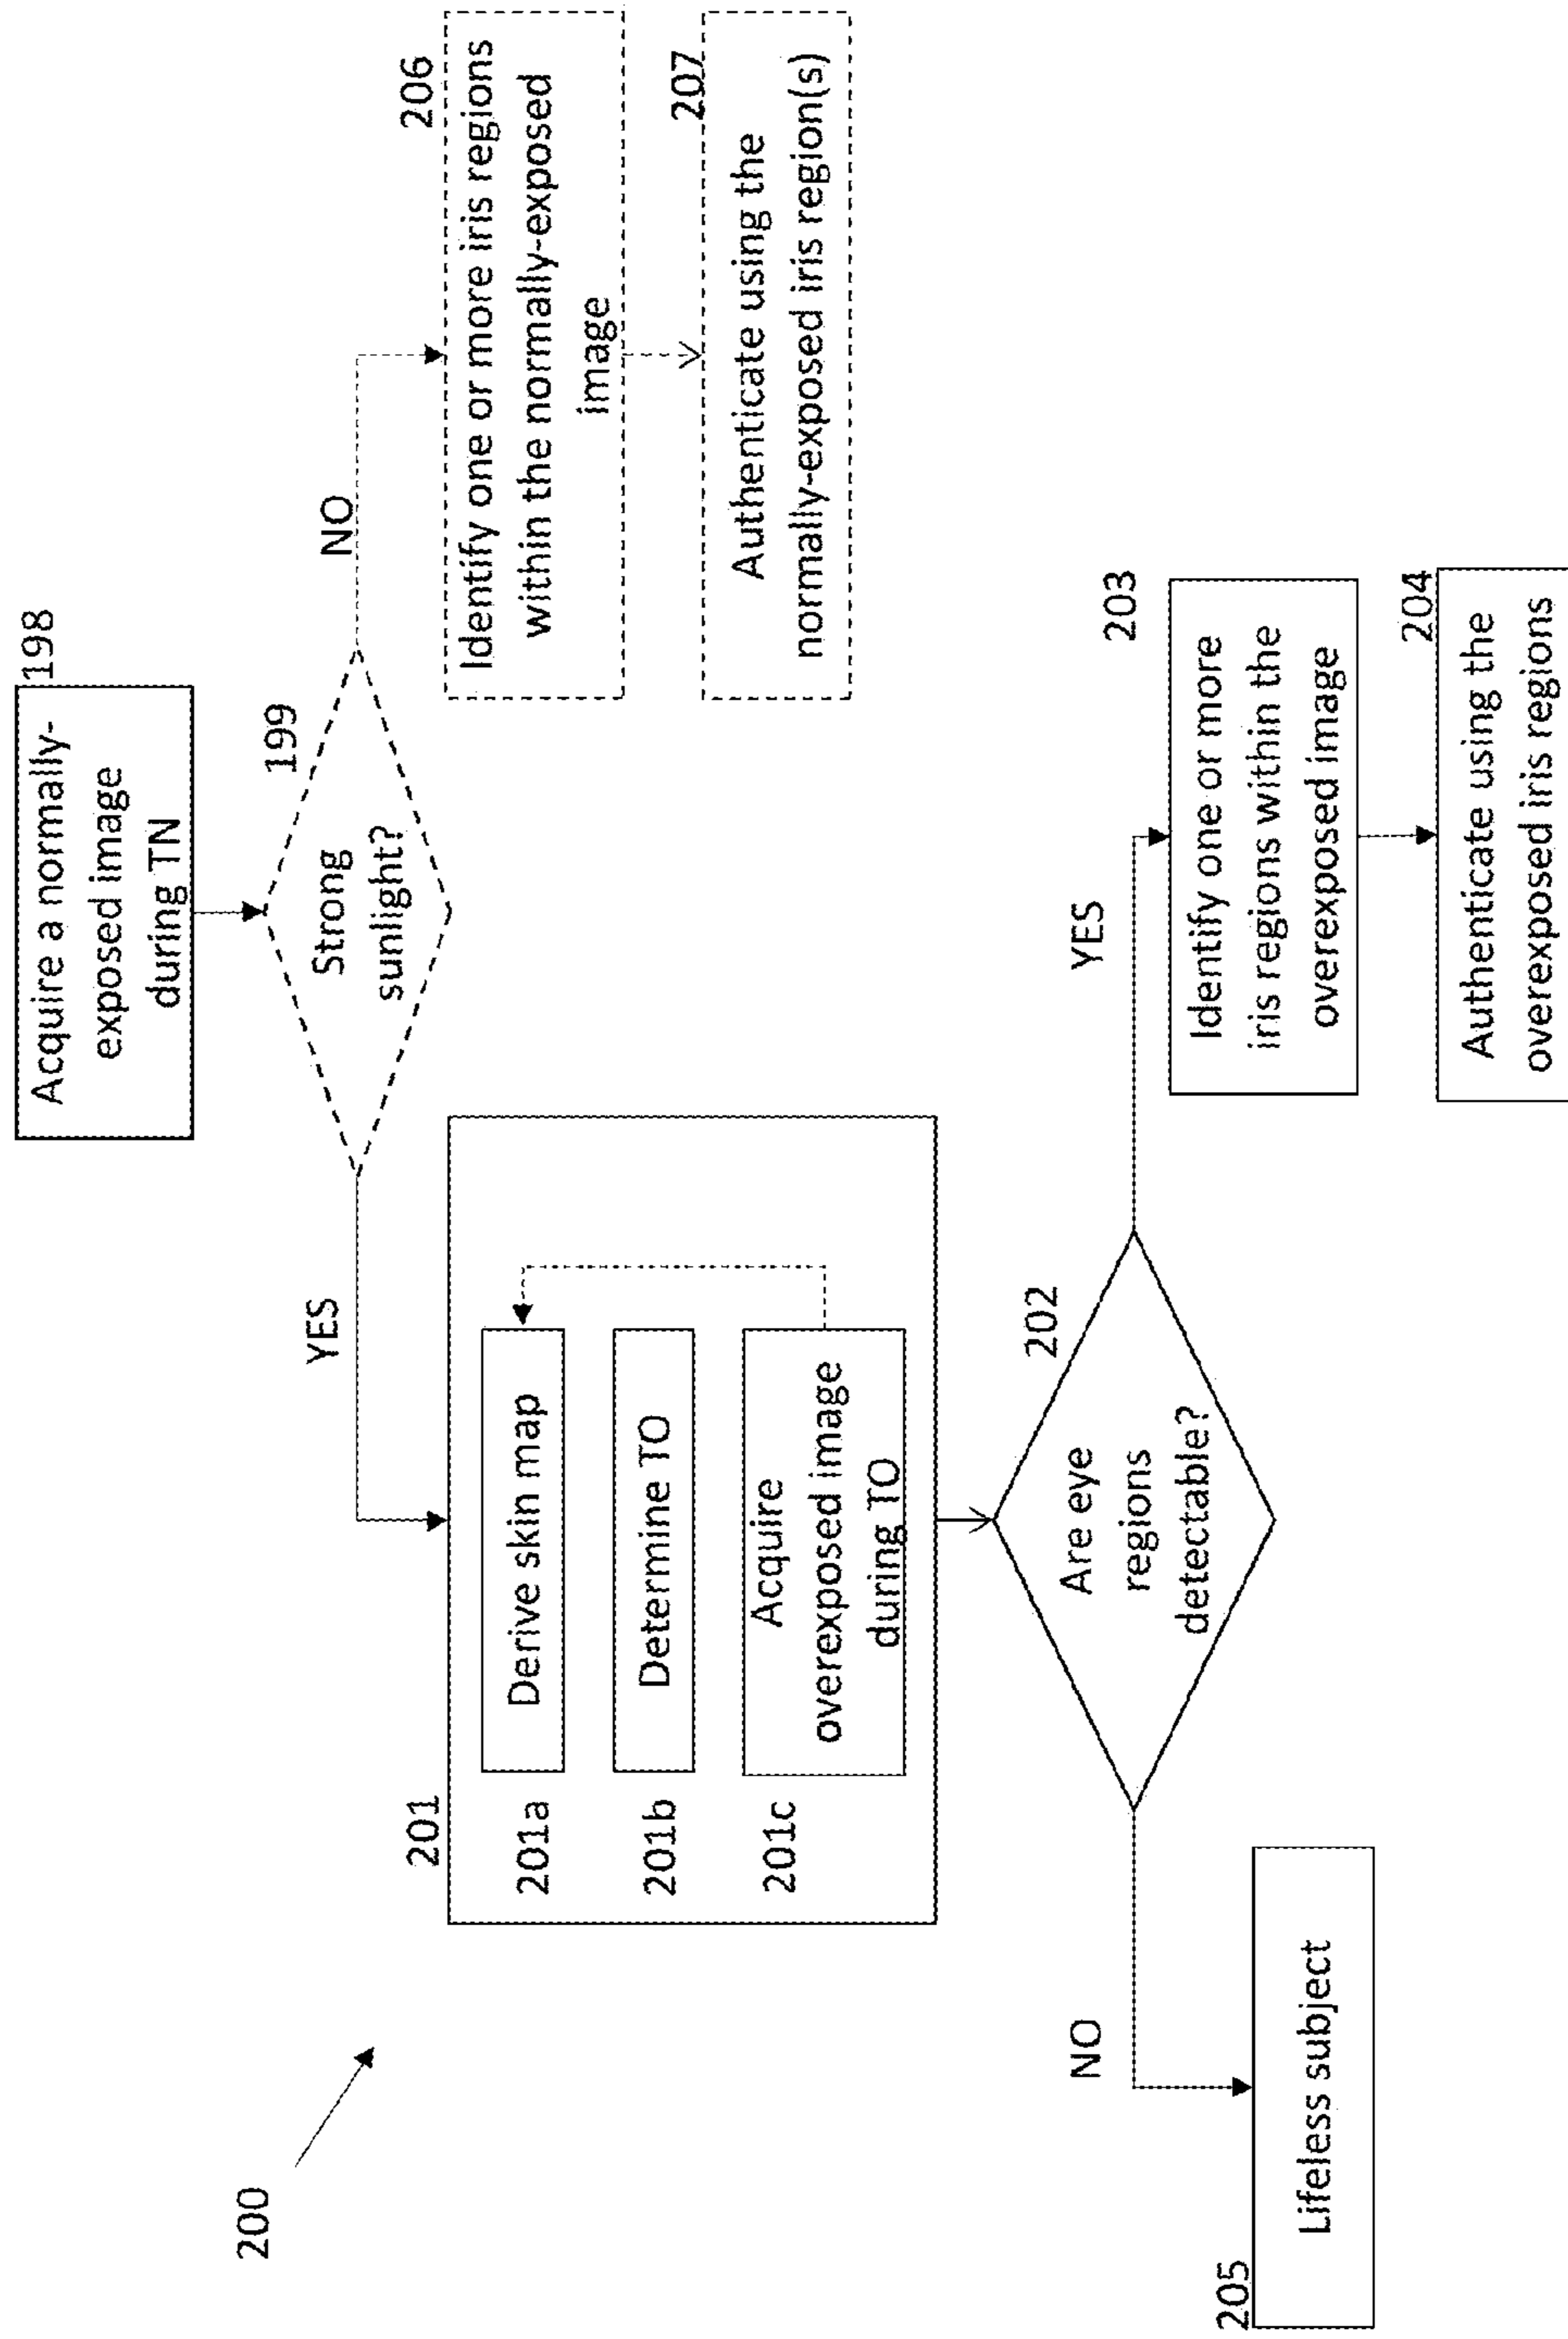 200
Acquire a normally-
exposed image
during TN
198
199
Strong
sunlight?
YES
NO
206
Identify one or more iris regions
within the normally-exposed
image
207
Authenticate using the
normally-exposed iris region(s)
201
201a
Derive skin map
201b
Determine TO
201c
Acquire
overexposed image
during TO
202
Are eye
regions
detectable?
NO
YES
205
Lifeless subject
203
Identify one or more
iris regions within the
overexposed image
204
Authenticate using the
overexposed iris regions